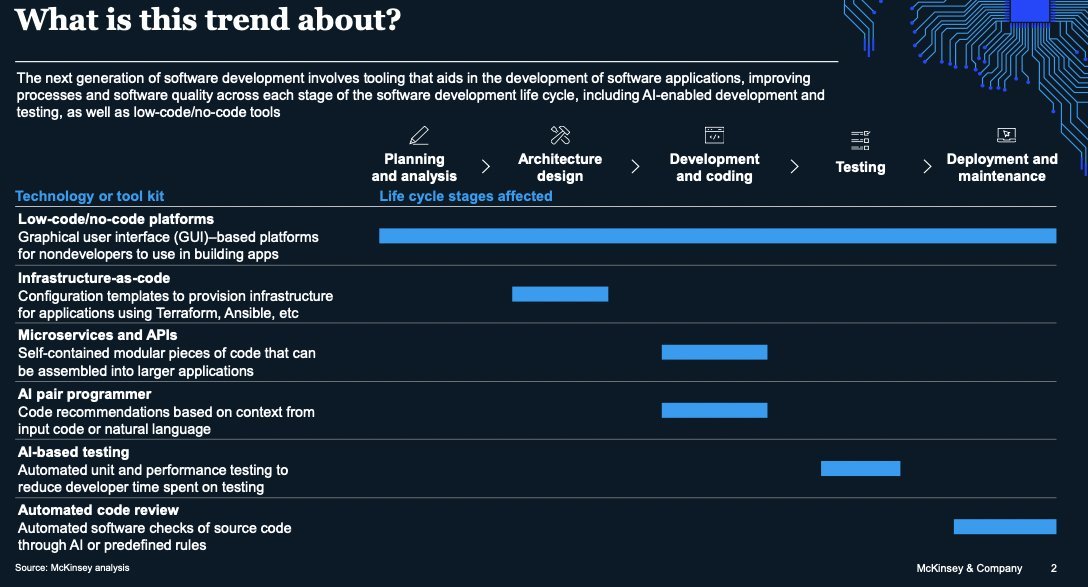 What is this trend about?
The next generation of software development involves tooling that aids in the development of software applications, improving
processes and software quality across each stage of the software development life cycle, including AI-enabled development and
testing, as well as low-code/no-code tools
Planning
and analysis
Architecture
design
Development
and coding
Testing
Deployment and
maintenance
Technology or tool kit
Life cycle stages affected
Low-code/no-code platforms
Graphical user interface (GUI)–based platforms
for nondevelopers to use in building apps
Infrastructure-as-code
Configuration templates to provision infrastructure
for applications using Terraform, Ansible, etc
Microservices and APIs
Self-contained modular pieces of code that can
be assembled into larger applications
AI pair programmer
Code recommendations based on context from
input code or natural language
AI-based testing
Automated unit and performance testing to
reduce developer time spent on testing
Automated code review
Automated software checks of source code
through AI or predefined rules
Source: McKinsey analysis
McKinsey & Company 2